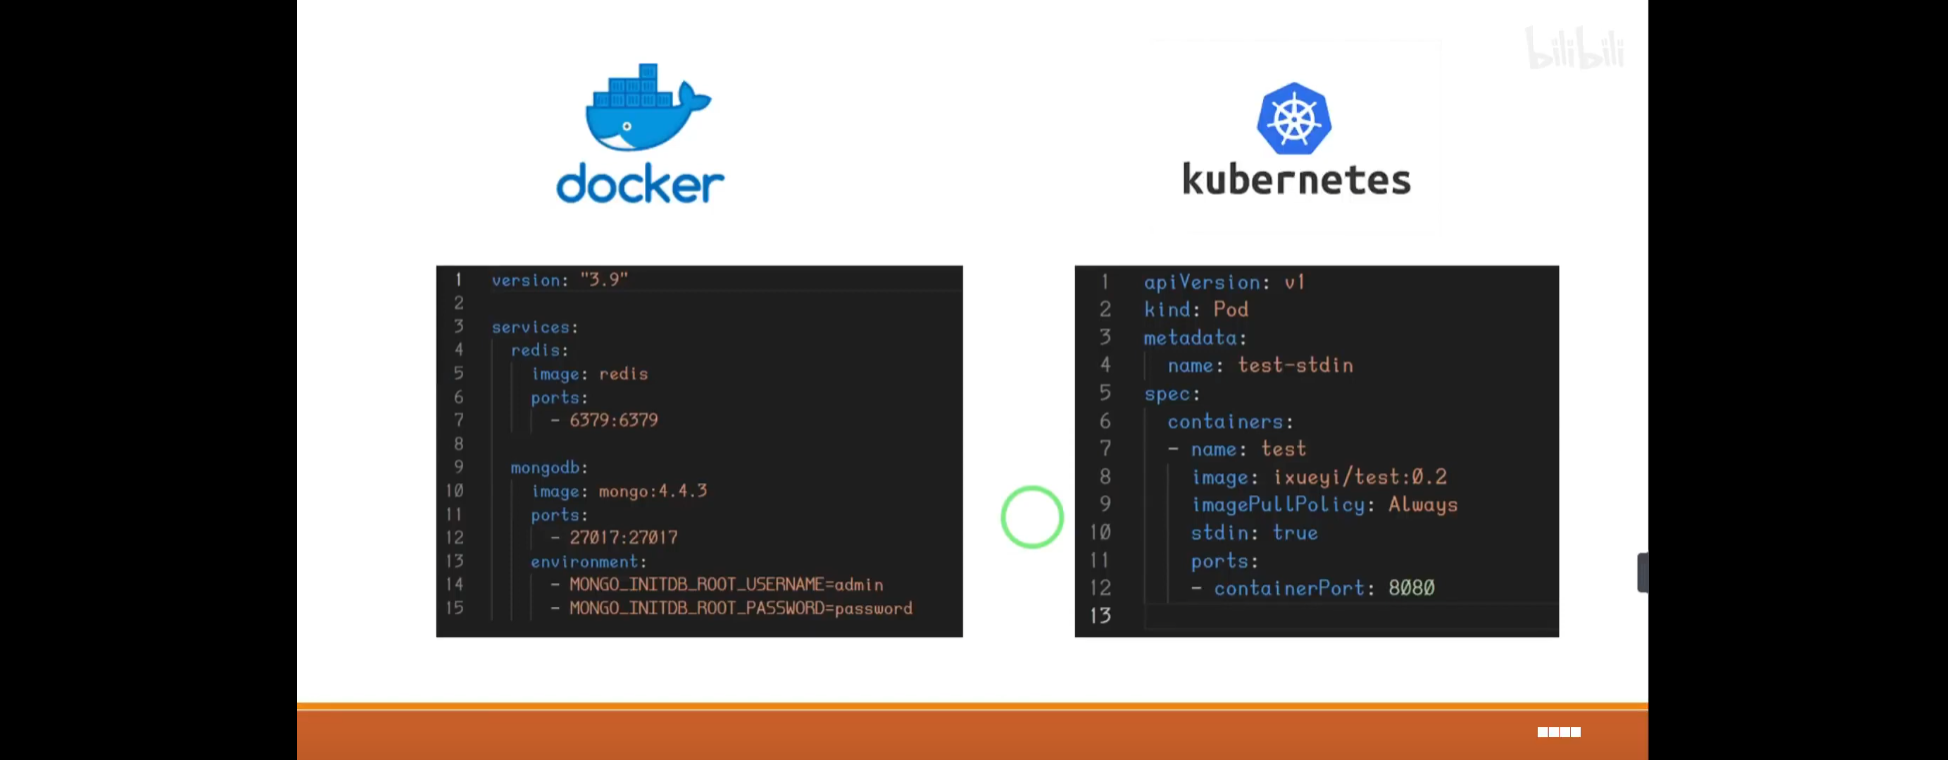 bilibili
docker
kubernetes
1 version: "3.9"
2
3 services:
4 redis:
5 image: redis
6 ports:
7 - 6379:6379
8
9 mongodb:
10 image: mongo:4.4.3
11 ports:
12 - 27017:27017
13 environment:
14 - MONGO_INITDB_ROOT_USERNAME=admin
15 - MONGO_INITDB_ROOT_PASSWORD=password
1 apiVersion: v1
2 kind: Pod
3 metadata:
4 name: test-stdin
5 spec:
6 containers:
7 - name: test
8 image: ixueyi/test:0.2
9 imagePullPolicy: Always
10 stdin: true
11 ports:
12 - containerPort: 8080
13